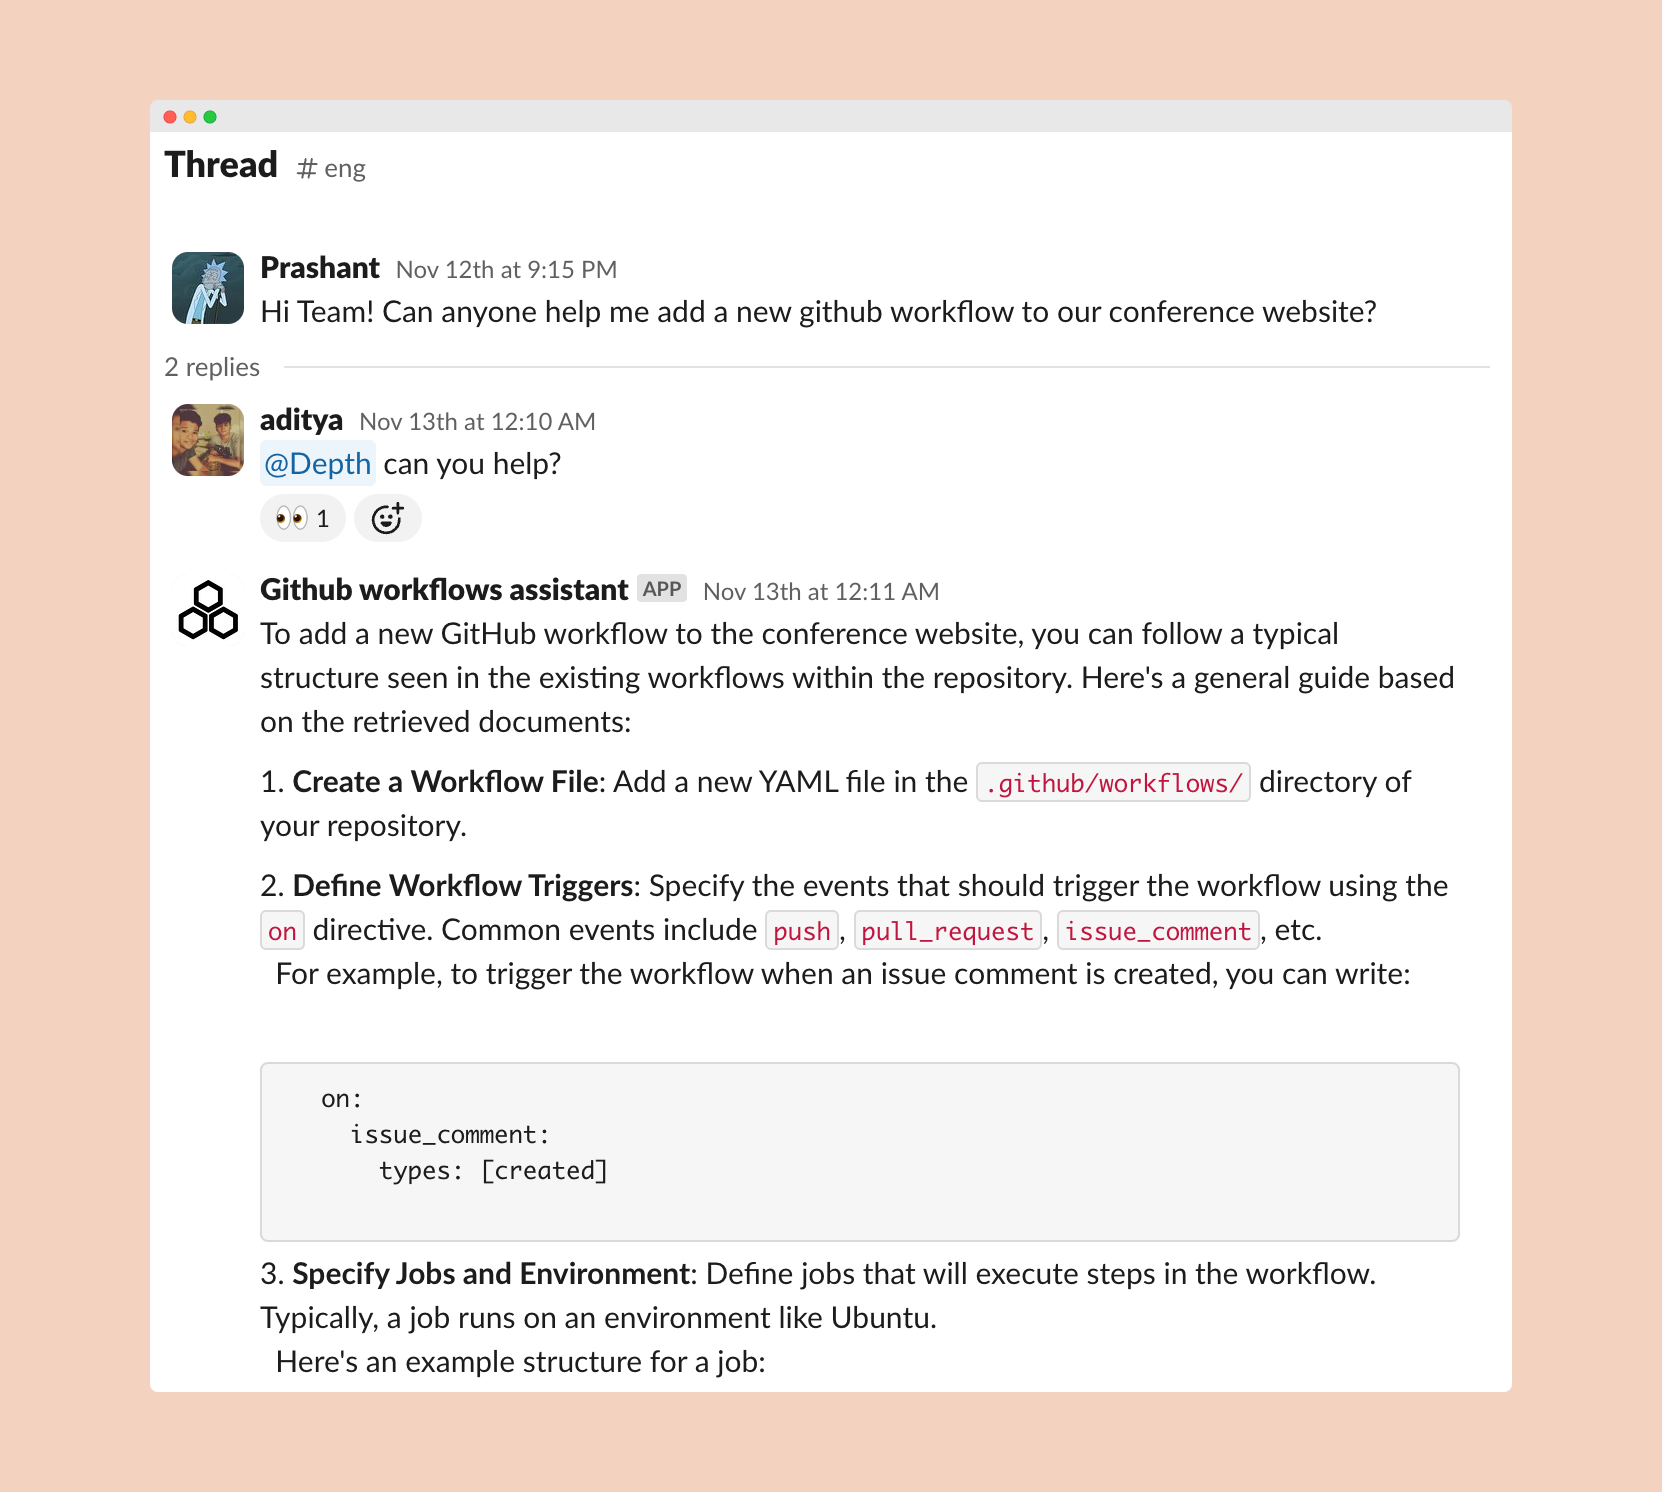 Thread # eng
Prashant Nov 12th at 9:15 PM
Hi Team! Can anyone help me add a new github workflow to our conference website?
2 replies
aditya Nov 13th at 12:10 AM
@Depth can you help?
👀 1
Github workflows assistant APP Nov 13th at 12:11 AM
To add a new GitHub workflow to the conference website, you can follow a typical
structure seen in the existing workflows within the repository. Here's a general guide based
on the retrieved documents:
1. Create a Workflow File: Add a new YAML file in the .github/workflows/ directory of
your repository.
2. Define Workflow Triggers: Specify the events that should trigger the workflow using the
on directive. Common events include push, pull_request, issue_comment, etc.
For example, to trigger the workflow when an issue comment is created, you can write:
on:
issue_comment:
types: [created]
3. Specify Jobs and Environment: Define jobs that will execute steps in the workflow.
Typically, a job runs on an environment like Ubuntu.
Here's an example structure for a job: